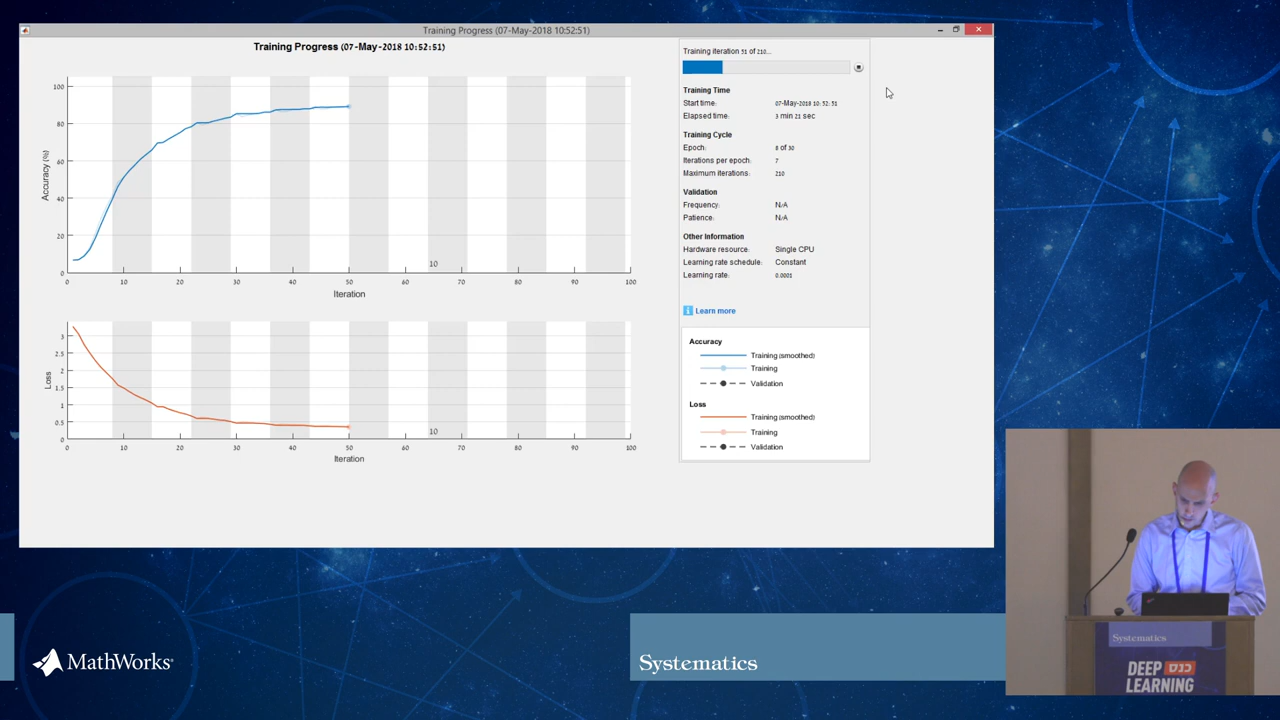 Training Progress (07-May-2018 10:52:51)
Training Progress (07-May-2018 10:52:51)
Accuracy (%)
100
80
60
40
20
0
10
10
20
30
40
50
60
70
80
90
100
Iteration
Loss
3
2.5
2
1.5
1
0.5
0
10
10
20
30
40
50
60
70
80
90
100
Iteration
Training iteration 51 of 210...
Training Time
Start time: 07-May-2018 10:52:51
Elapsed time: 3 min 21 sec
Training Cycle
Epoch: 8 of 30
Iterations per epoch: 7
Maximum iterations: 210
Validation
Frequency: N/A
Patience: N/A
Other Information
Hardware resource: Single CPU
Learning rate schedule: Constant
Learning rate: 0.0001
i Learn more
Accuracy
Training (smoothed)
Training
Validation
Loss
Training (smoothed)
Training
Validation
MathWorks®
Systematics
Systematics
DEEP כנס
LEARNING